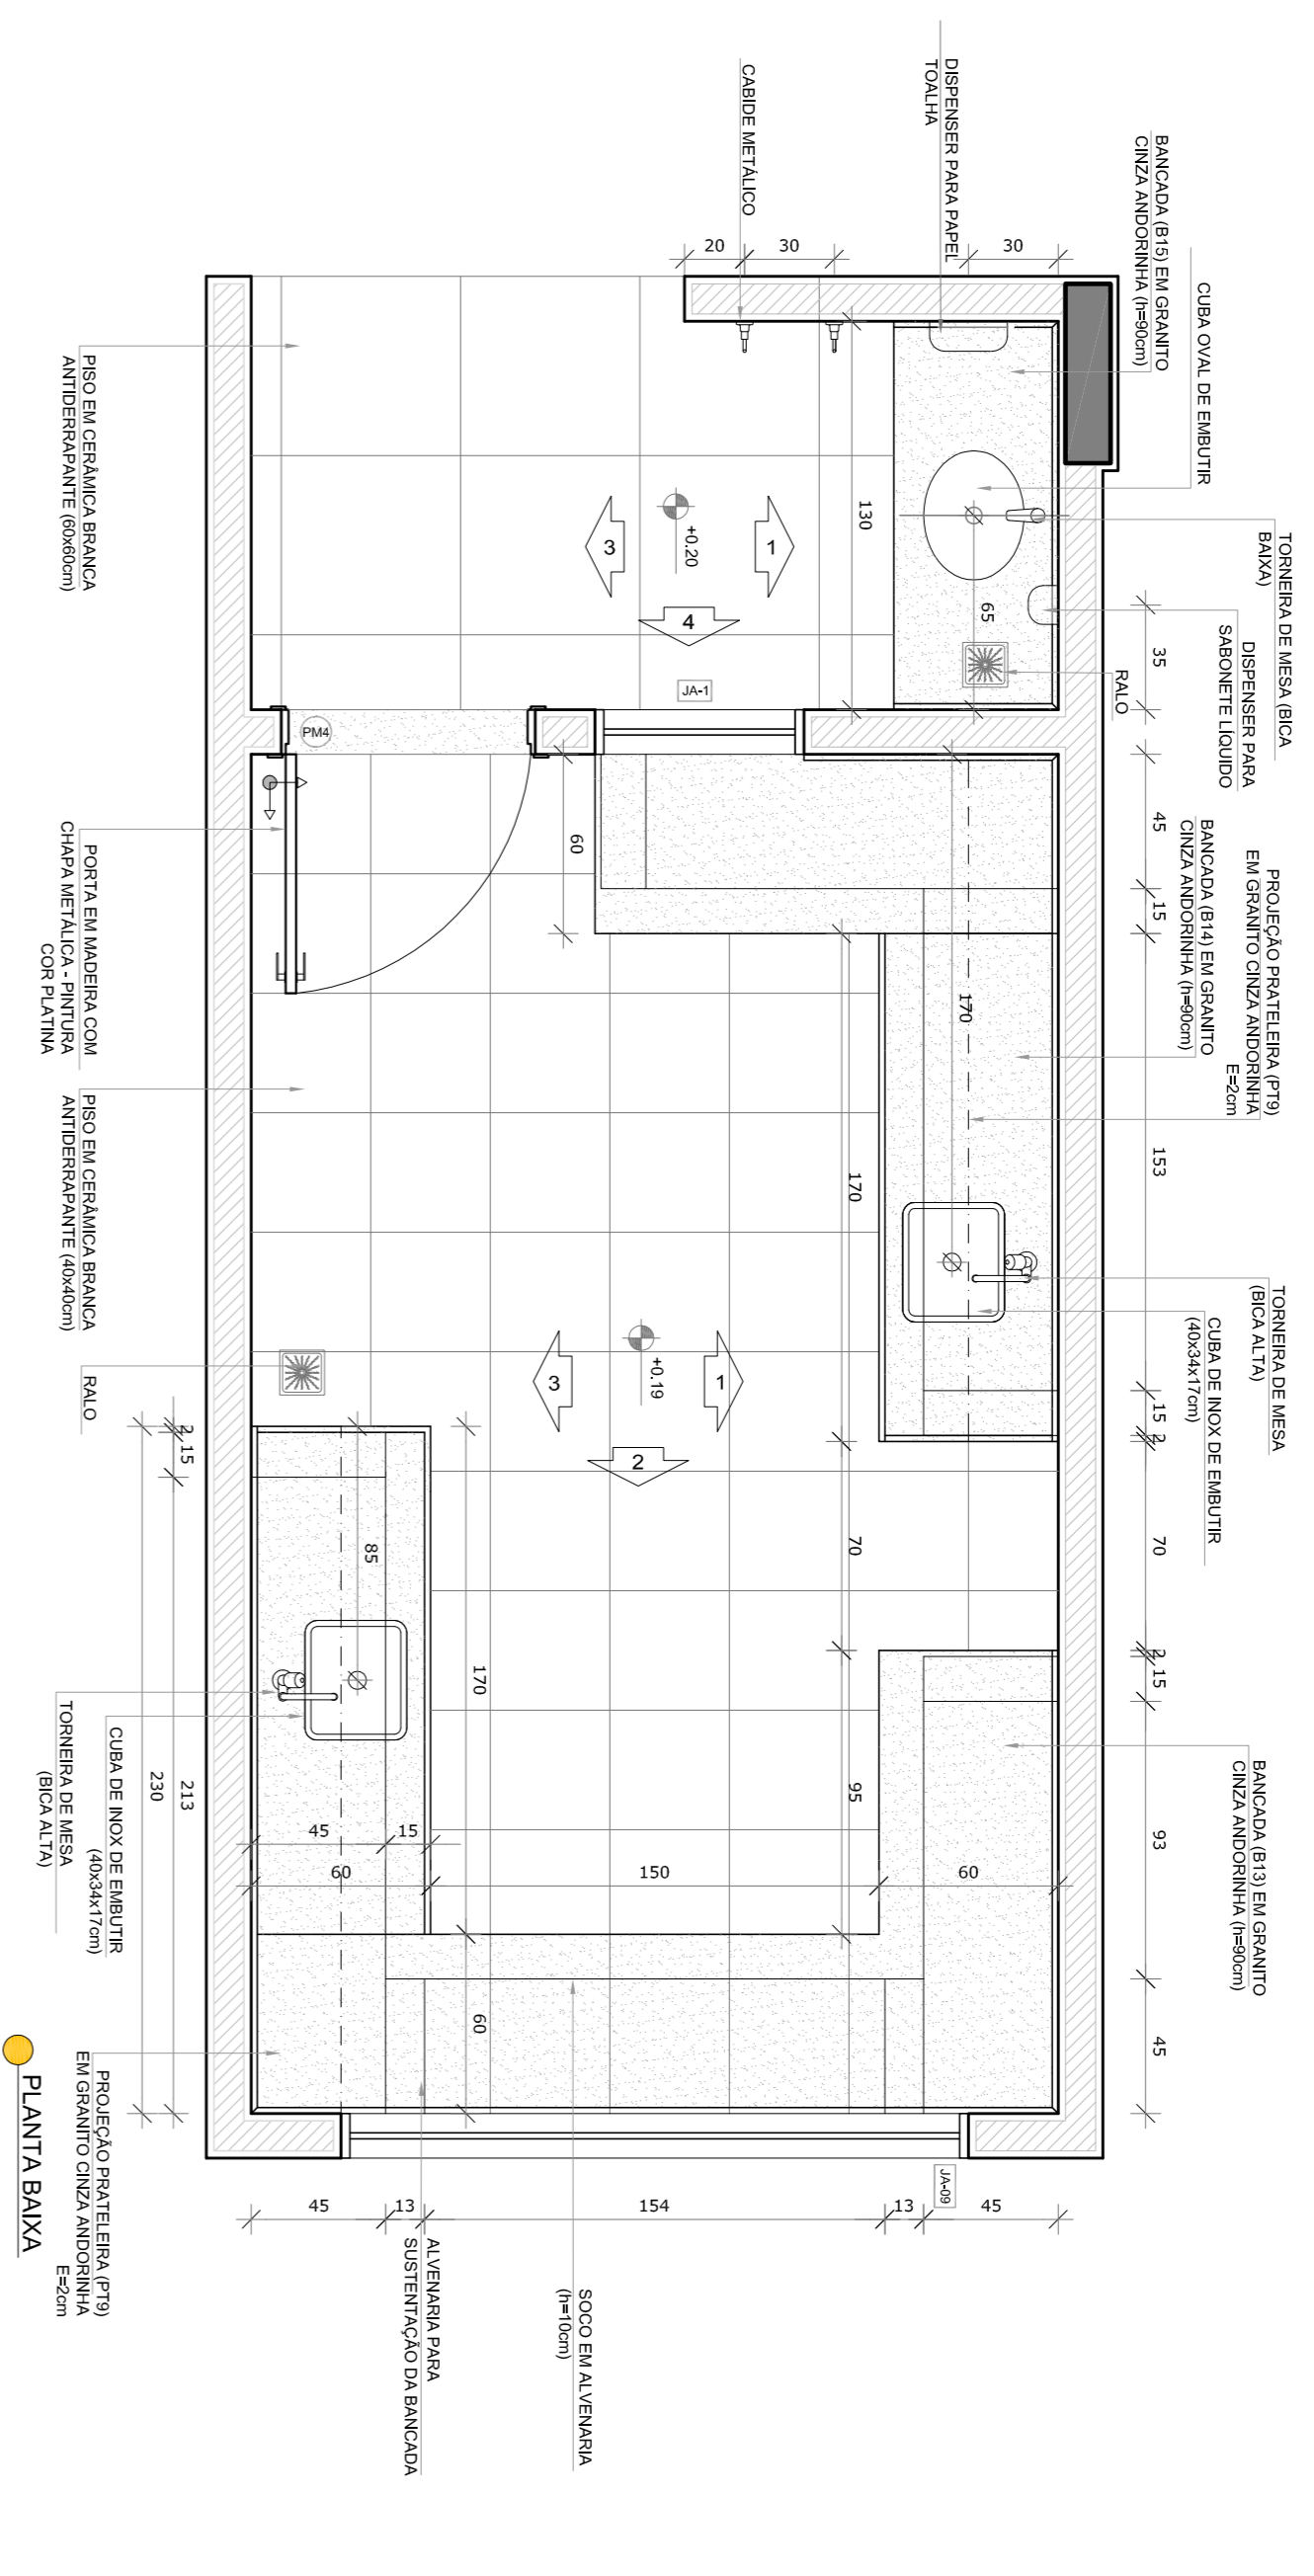 DISPENSER PARA PAPEL
TOALHA
CABIDE METÁLICO
BANCADA (B15) EM GRANITO
CINZA ANDORINHA (h=90cm)
CUBA OVAL DE EMBUTIR
TORNEIRA DE MESA (BICA
BAIXA)
DISPENSER PARA
SABONETE LÍQUIDO
RALO
20
30
30
130
65
35
+0.20
1
3
4
JA-1
PM4
PISO EM CERÂMICA BRANCA
ANTIDERRAPANTE (60x60cm)
PROJEÇÃO PRATELEIRA (PT9)
EM GRANITO CINZA ANDORINHA
E=2cm
BANCADA (B14) EM GRANITO
CINZA ANDORINHA (h=90cm)
45
15
153
15
2
70
2
15
93
45
60
170
170
70
95
PORTA EM MADEIRA COM
CHAPA METÁLICA - PINTURA
COR PLATINA
PISO EM CERÂMICA BRANCA
ANTIDERRAPANTE (40x40cm)
RALO
TORNEIRA DE MESA
(BICA ALTA)
CUBA DE INOX DE EMBUTIR
(40x34x17cm)
+0.19
1
3
2
2
15
85
170
213
230
45
15
60
150
60
60
BANCADA (B13) EM GRANITO
CINZA ANDORINHA (h=90cm)
CUBA DE INOX DE EMBUTIR
(40x34x17cm)
TORNEIRA DE MESA
(BICA ALTA)
PROJEÇÃO PRATELEIRA (PT9)
EM GRANITO CINZA ANDORINHA
E=2cm
JA-09
45
13
154
13
45
ALVENARIA PARA
SUSTENTAÇÃO DA BANCADA
SOCO EM ALVENARIA
(h=10cm)
PLANTA BAIXA